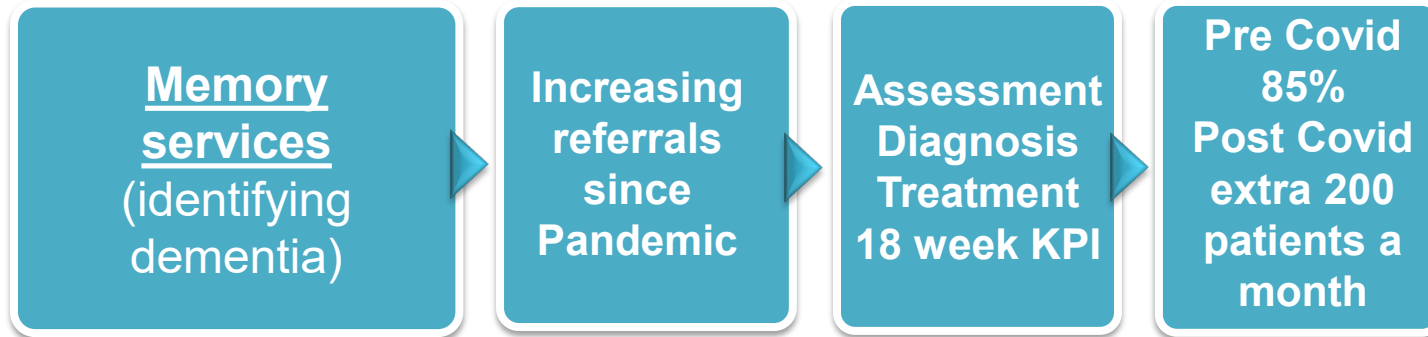 Memory
services
(identifying
dementia)
Increasing
referrals
since
Pandemic
Assessment
Diagnosis
Treatment
18 week KPI
Pre Covid
85%
Post Covid
extra 200
patients a
month